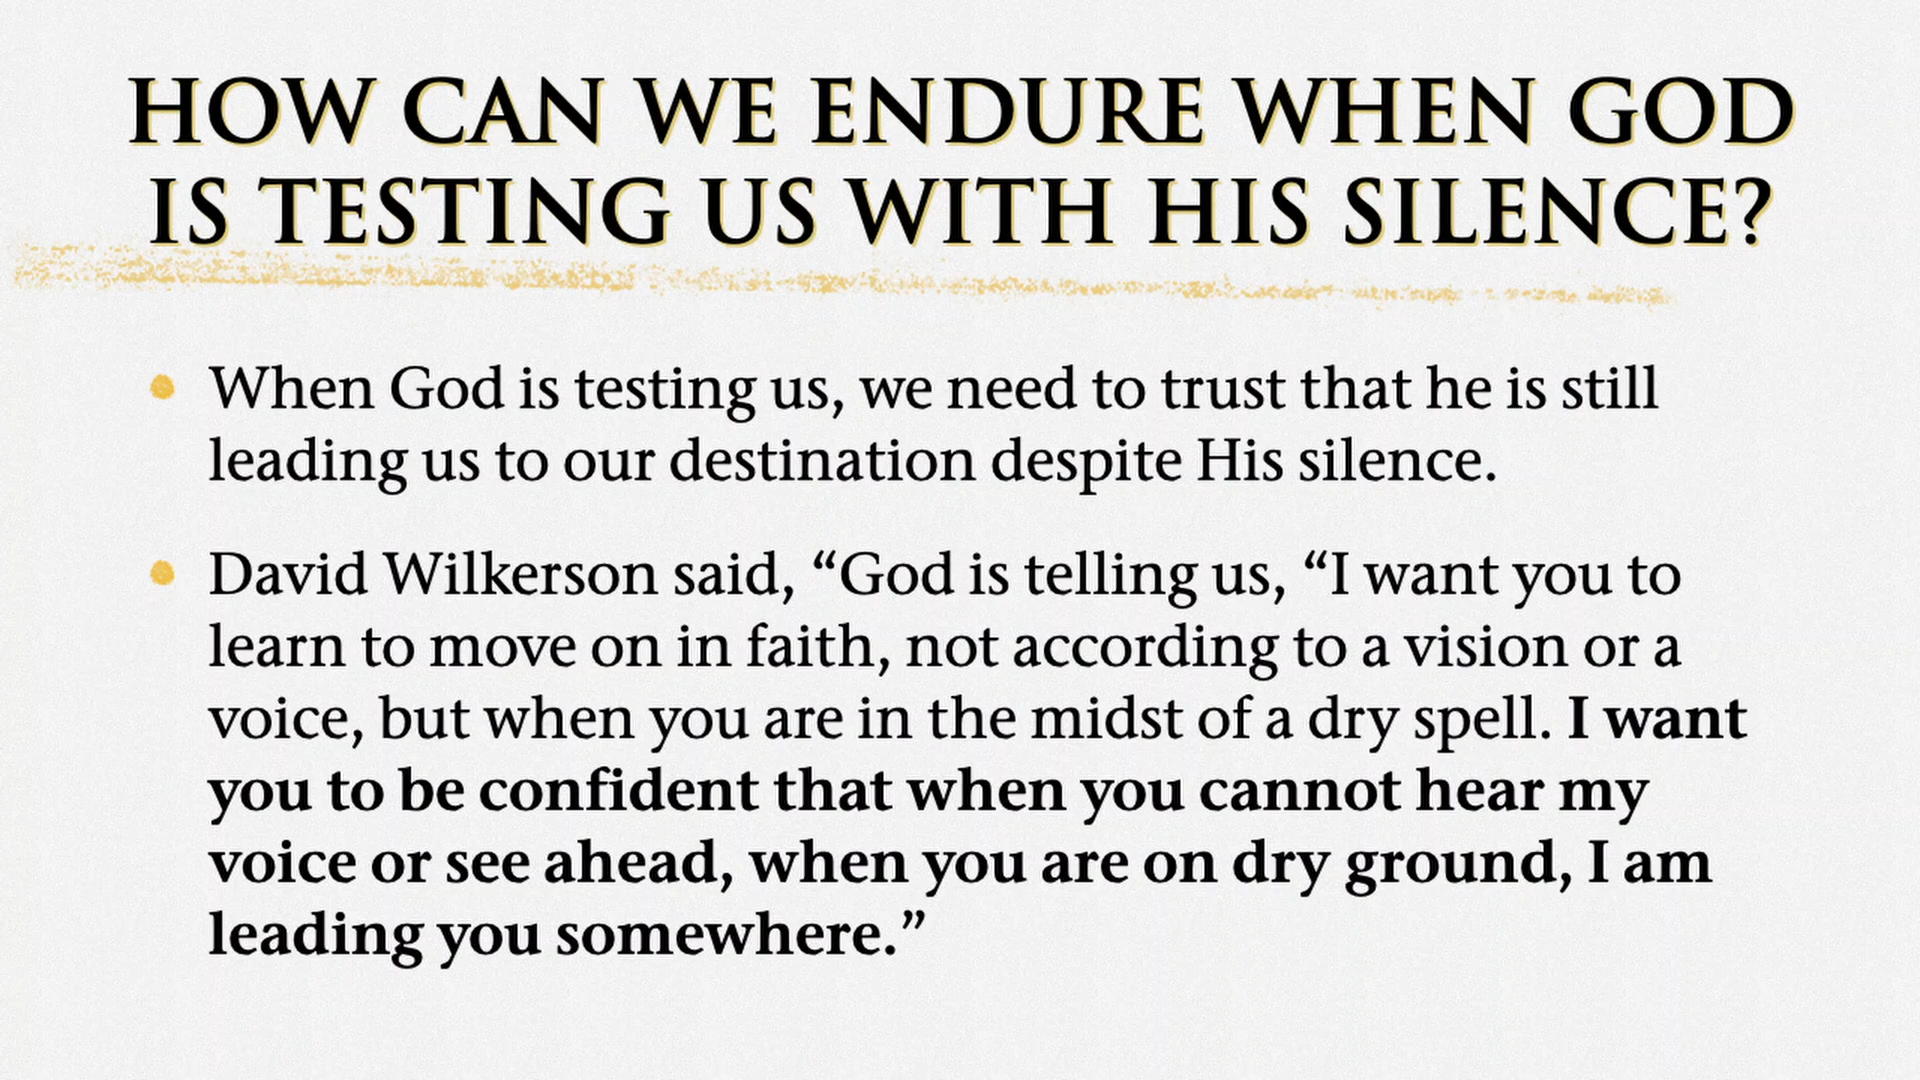 HOW CAN WE ENDURE WHEN GOD
IS TESTING US WITH HIS SILENCE?
When God is testing us, we need to trust that he is still
leading us to our destination despite His silence.
David Wilkerson said, “God is telling us, “I want you to
learn to move on in faith, not according to a vision or a
voice, but when you are in the midst of a dry spell. I want
you to be confident that when you cannot hear my
voice or see ahead, when you are on dry ground, I am
leading you somewhere.”